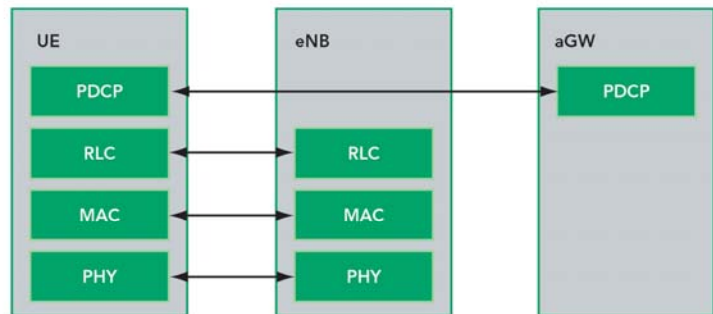 UE eNB aGW
PDCP PDCP
RLC RLC
MAC MAC
PHY PHY